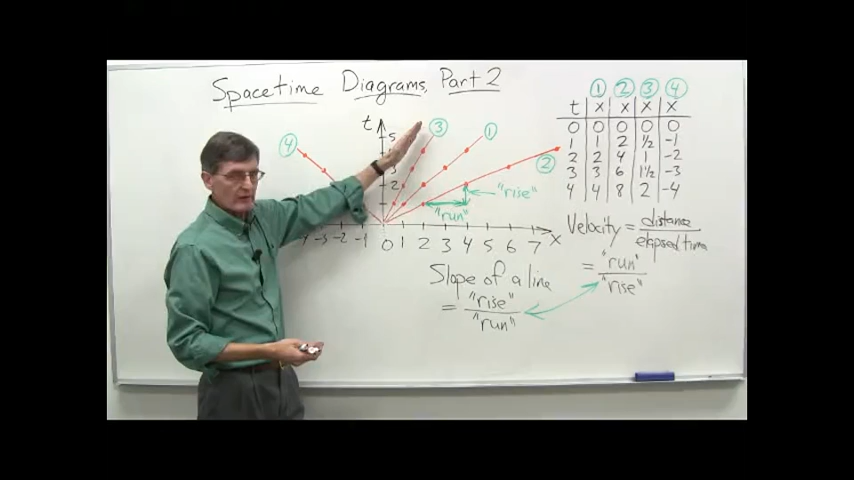 Spacetime Diagrams, Part 2
① ② ③ ④
t x x x x
0 0 0 0 0
1 1 2 ½ -1
2 2 4 1 -2
3 3 6 1½ -3
4 4 8 2 -4
t
5
④ ③ ① ②
3
2
"rise"
"run"
-3 -2 -1 0 1 2 3 4 5 6 7 x
Velocity = distance
elapsed time
= "run"
"rise"
Slope of a line
= "rise"
"run"